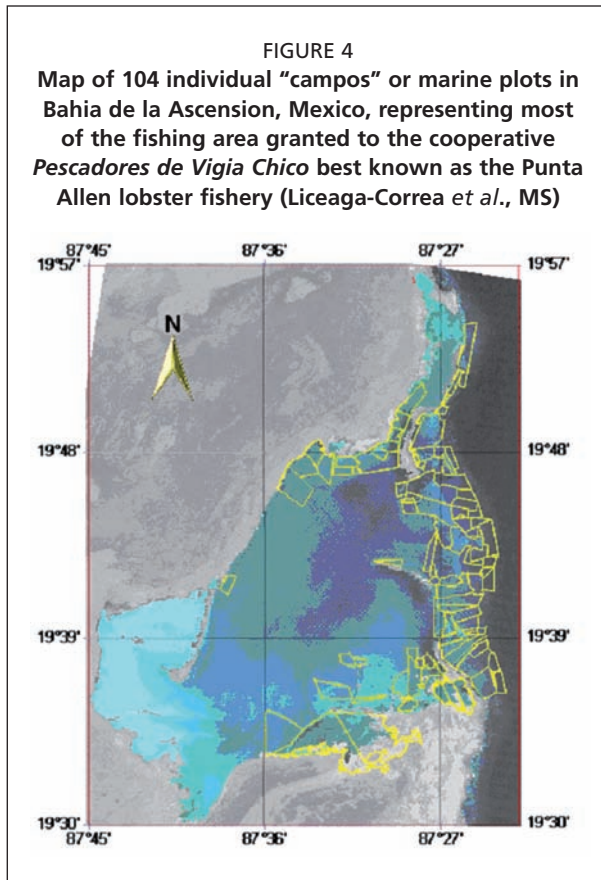 FIGURE 4
Map of 104 individual “campos” or marine plots in
Bahia de la Ascension, Mexico, representing most
of the fishing area granted to the cooperative
Pescadores de Vigia Chico best known as the Punta
Allen lobster fishery (Liceaga-Correa et al., MS)
87°45' 87°36' 87°27'
19°57' 19°57'
N
19°48' 19°48'
19°39' 19°39'
19°30' 19°30'
87°45' 87°36' 87°27'